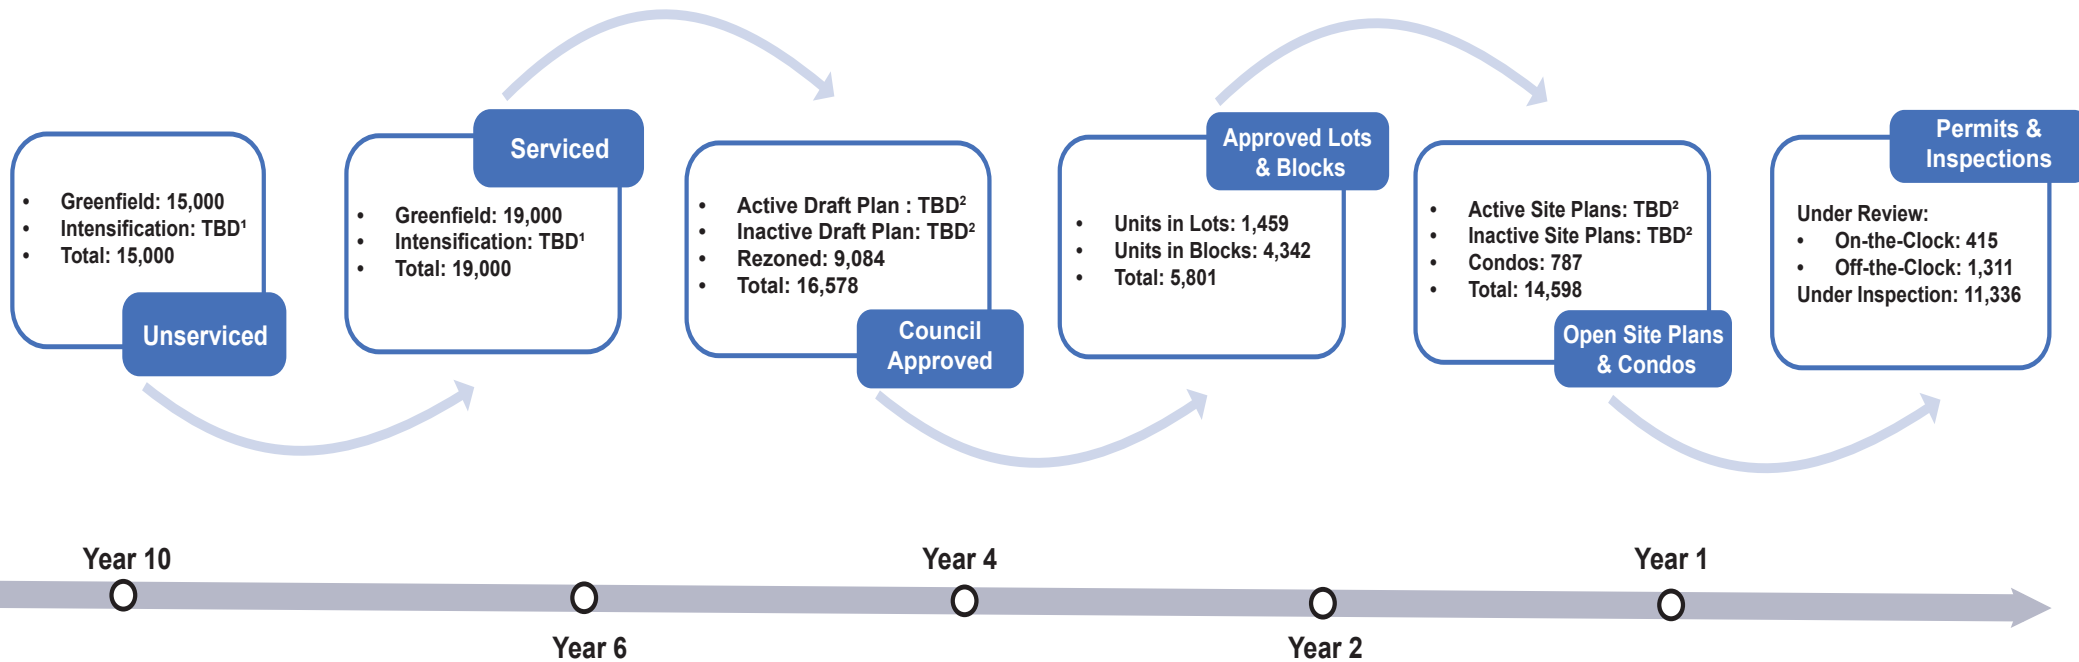 • Greenfield: 15,000
• Intensification: TBD¹
• Total: 15,000
Unserviced
Serviced
• Greenfield: 19,000
• Intensification: TBD¹
• Total: 19,000
• Active Draft Plan : TBD²
• Inactive Draft Plan: TBD²
• Rezoned: 9,084
• Total: 16,578
Council
Approved
Approved Lots
& Blocks
• Units in Lots: 1,459
• Units in Blocks: 4,342
• Total: 5,801
• Active Site Plans: TBD²
• Inactive Site Plans: TBD²
• Condos: 787
• Total: 14,598
Open Site Plans
& Condos
Permits &
Inspections
Under Review:
• On-the-Clock: 415
• Off-the-Clock: 1,311
Under Inspection: 11,336
Year 10
Year 6
Year 4
Year 2
Year 1